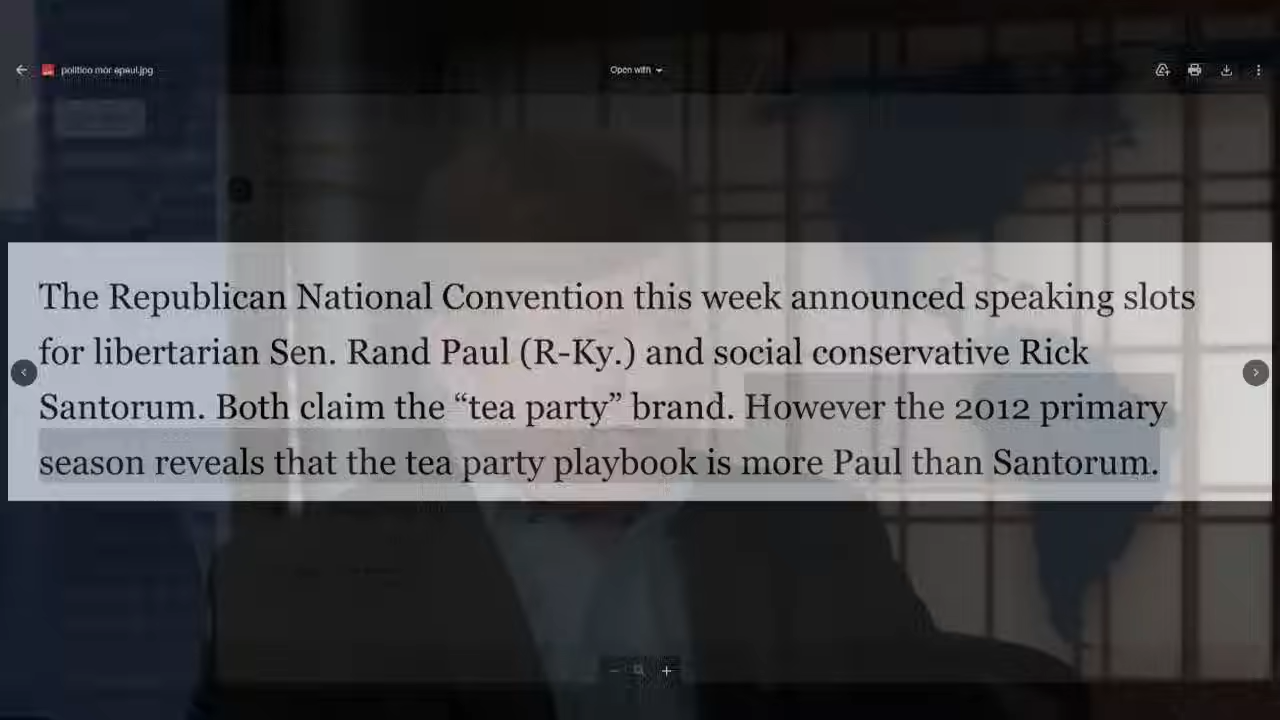 politico mor epaul.jpg
Open with
The Republican National Convention this week announced speaking slots
for libertarian Sen. Rand Paul (R-Ky.) and social conservative Rick
Santorum. Both claim the “tea party” brand. However the 2012 primary
season reveals that the tea party playbook is more Paul than Santorum.